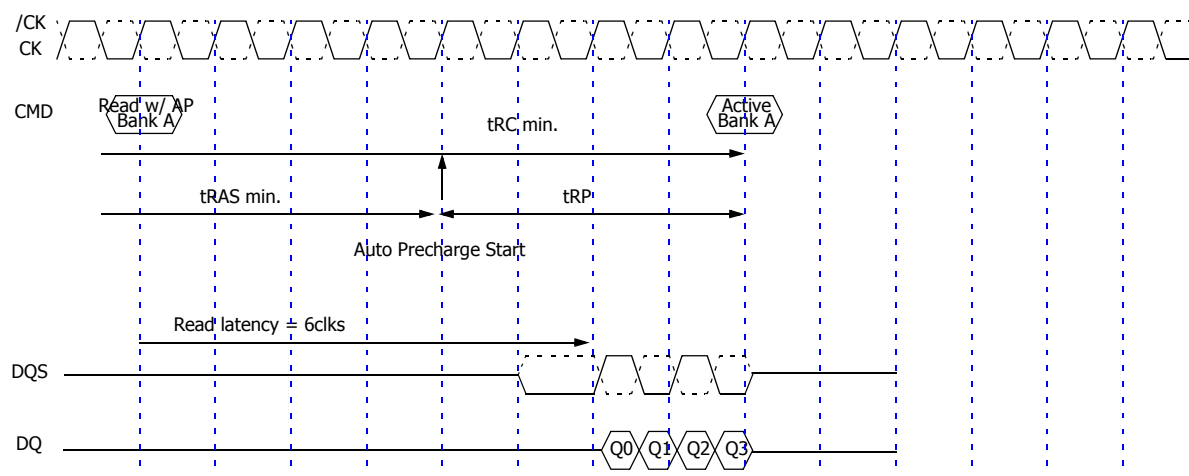 /CK
CK
CMD
Read w/ AP
Bank A
Active
Bank A
tRC min.
tRAS min.
tRP
Auto Precharge Start
Read latency = 6clks
DQS
DQ
Q0 Q1 Q2 Q3